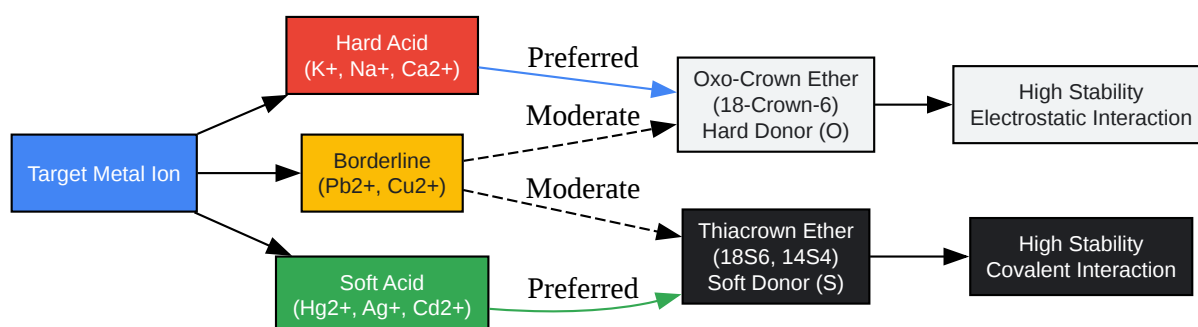 Target Metal Ion
Hard Acid
(K+, Na+, Ca2+)
Borderline
(Pb2+, Cu2+)
Soft Acid
(Hg2+, Ag+, Cd2+)
Preferred
Moderate
Moderate
Preferred
Oxo-Crown Ether
(18-Crown-6)
Hard Donor (O)
Thiacrown Ether
(18S6, 14S4)
Soft Donor (S)
High Stability
Electrostatic Interaction
High Stability
Covalent Interaction